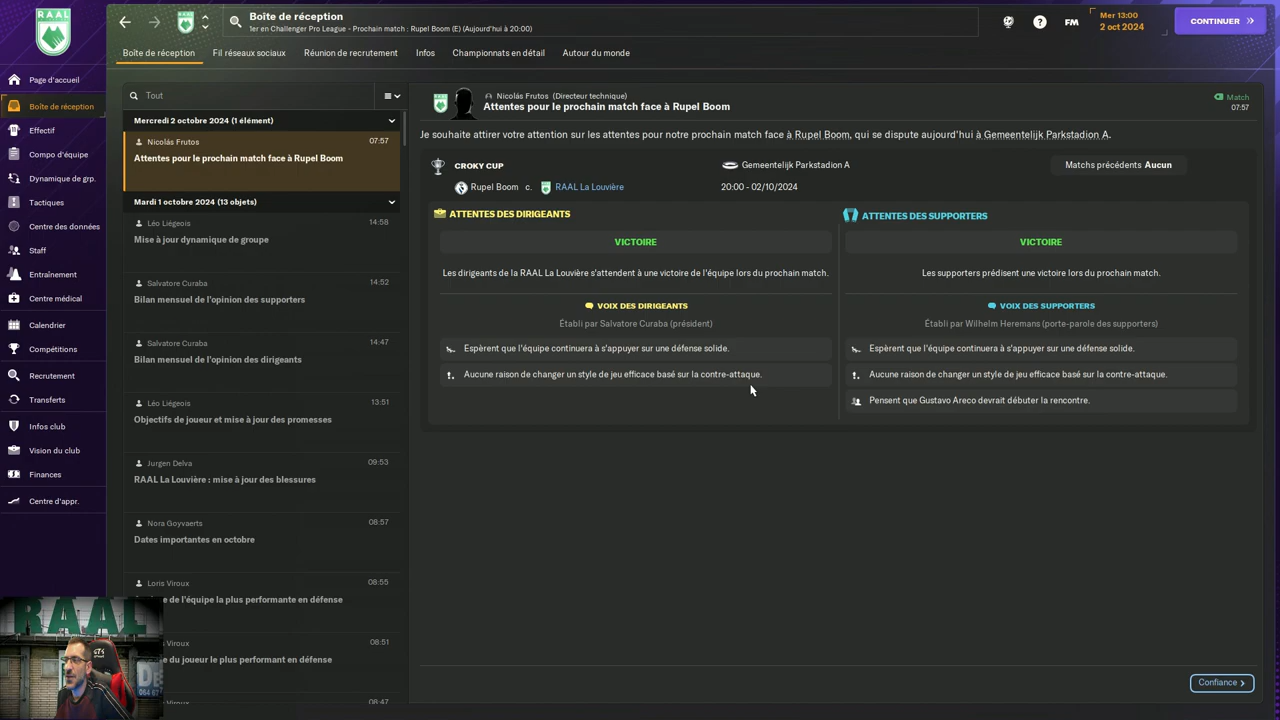 RAAL
Boîte de réception
1er en Challenger Pro League - Prochain match : Rupel Boom (E) (Aujourd'hui à 20:00)
FM
Mer 13:00
2 oct 2024
CONTINUER
Boîte de réception
Fil réseaux sociaux
Réunion de recrutement
Infos
Championnats en détail
Autour du monde
Page d'accueil
Boîte de réception
Effectif
Compo d'équipe
Dynamique de grp.
Tactiques
Centre des données
Staff
Entraînement
Centre médical
Calendrier
Compétitions
Recrutement
Transferts
Infos club
Vision du club
Finances
Centre d'appr.
Tout
Mercredi 2 octobre 2024 (1 élément)
Nicolás Frutos 07:57
Attentes pour le prochain match face à Rupel Boom
Mardi 1 octobre 2024 (13 objets)
Léo Liégeois 14:58
Mise à jour dynamique de groupe
Salvatore Curaba 14:52
Bilan mensuel de l'opinion des supporters
Salvatore Curaba 14:47
Bilan mensuel de l'opinion des dirigeants
Léo Liégeois 13:51
Objectifs de joueur et mise à jour des promesses
Jurgen Delva 09:53
RAAL La Louvière : mise à jour des blessures
Nora Goyvaerts 08:57
Dates importantes en octobre
Loris Viroux 08:55
de l'équipe la plus performante en défense
Viroux 08:51
du joueur le plus performant en défense
08:47
Nicolás Frutos (Directeur technique)
Attentes pour le prochain match face à Rupel Boom
Match
07:57
Je souhaite attirer votre attention sur les attentes pour notre prochain match face à Rupel Boom, qui se dispute aujourd'hui à Gemeentelijk Parkstadion A.
CROKY CUP
Gemeentelijk Parkstadion A
Matchs précédents Aucun
Rupel Boom c. RAAL La Louvière
20:00 - 02/10/2024
ATTENTES DES DIRIGEANTS
VICTOIRE
Les dirigeants de la RAAL La Louvière s'attendent à une victoire de l'équipe lors du prochain match.
VOIX DES DIRIGEANTS
Établi par Salvatore Curaba (président)
Espèrent que l'équipe continuera à s'appuyer sur une défense solide.
Aucune raison de changer un style de jeu efficace basé sur la contre-attaque.
ATTENTES DES SUPPORTERS
VICTOIRE
Les supporters prédisent une victoire lors du prochain match.
VOIX DES SUPPORTERS
Établi par Wilhelm Heremans (porte-parole des supporters)
Espèrent que l'équipe continuera à s'appuyer sur une défense solide.
Aucune raison de changer un style de jeu efficace basé sur la contre-attaque.
Pensent que Gustavo Areco devrait débuter la rencontre.
Confiance
RAAL